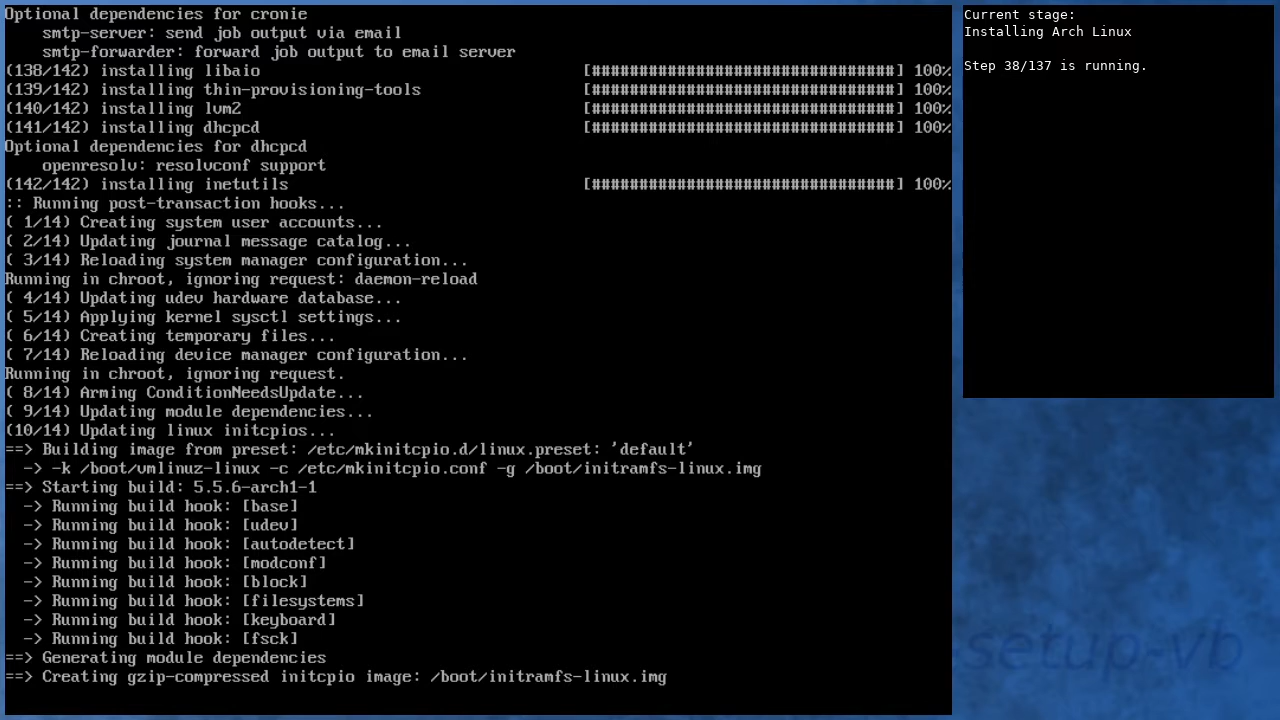 Optional dependencies for cronie
    smtp-server: send job output via email
    smtp-forwarder: forward job output to email server
(138/142) installing libaio                                  [################################] 100%
(139/142) installing thin-provisioning-tools                 [################################] 100%
(140/142) installing lvm2                                    [################################] 100%
(141/142) installing dhcpcd                                  [################################] 100%
Optional dependencies for dhcpcd
    openresolv: resolvconf support
(142/142) installing inetutils                               [################################] 100%
:: Running post-transaction hooks...
( 1/14) Creating system user accounts...
( 2/14) Updating journal message catalog...
( 3/14) Reloading system manager configuration...
Running in chroot, ignoring request: daemon-reload
( 4/14) Updating udev hardware database...
( 5/14) Applying kernel sysctl settings...
( 6/14) Creating temporary files...
( 7/14) Reloading device manager configuration...
Running in chroot, ignoring request.
( 8/14) Arming ConditionNeedsUpdate...
( 9/14) Updating module dependencies...
(10/14) Updating linux initcpios...
==> Building image from preset: /etc/mkinitcpio.d/linux.preset: 'default'
  -> -k /boot/vmlinuz-linux -c /etc/mkinitcpio.conf -g /boot/initramfs-linux.img
==> Starting build: 5.5.6-arch1-1
  -> Running build hook: [base]
  -> Running build hook: [udev]
  -> Running build hook: [autodetect]
  -> Running build hook: [modconf]
  -> Running build hook: [block]
  -> Running build hook: [filesystems]
  -> Running build hook: [keyboard]
  -> Running build hook: [fsck]
==> Generating module dependencies
==> Creating gzip-compressed initcpio image: /boot/initramfs-linux.img
Current stage:
Installing Arch Linux
Step 38/137 is running.
setup-vb